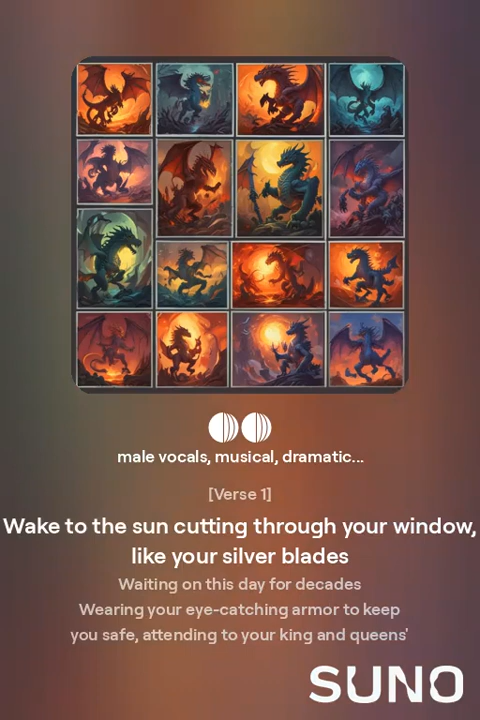 male vocals, musical, dramatic...
[Verse 1]
Wake to the sun cutting through your window,
like your silver blades
Waiting on this day for decades
Wearing your eye-catching armor to keep
you safe, attending to your king and queens'
SUNO